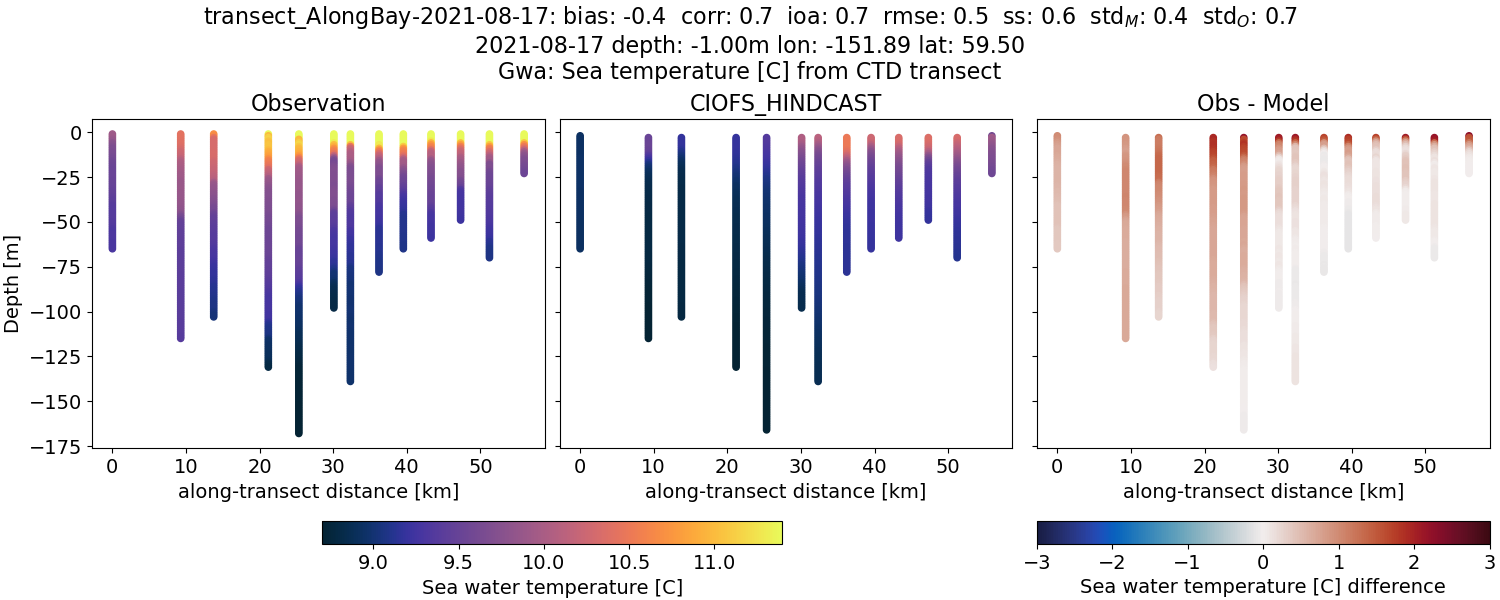 transect_AlongBay-2021-08-17: bias: -0.4  corr: 0.7  ioa: 0.7  rmse: 0.5  ss: 0.6  std_M: 0.4  std_O: 0.7
2021-08-17 depth: -1.00m lon: -151.89 lat: 59.50
Gwa: Sea temperature [C] from CTD transect
Observation
CIOFS_HINDCAST
Obs - Model
Depth [m]
0
−25
−50
−75
−100
−125
−150
−175
0 10 20 30 40 50
0 10 20 30 40 50
0 10 20 30 40 50
along-transect distance [km]
along-transect distance [km]
along-transect distance [km]
9.0 9.5 10.0 10.5 11.0
Sea water temperature [C]
−3 −2 −1 0 1 2 3
Sea water temperature [C] difference